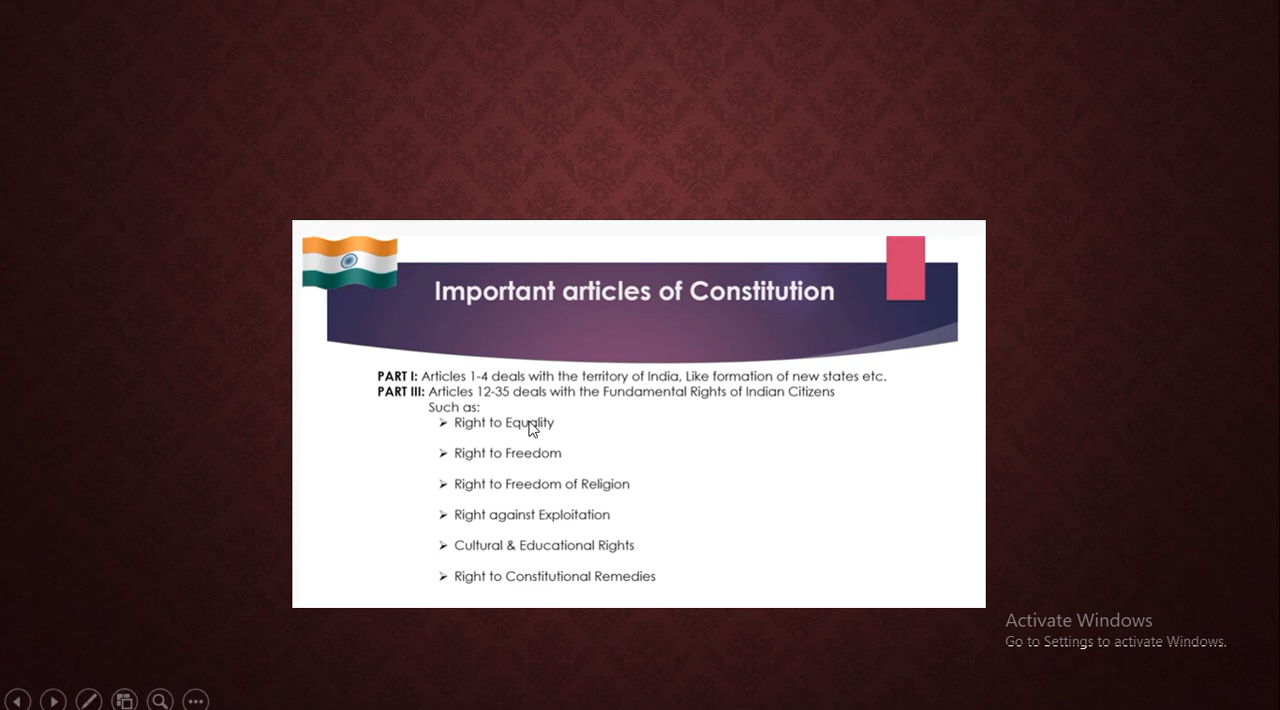 Important articles of Constitution
PART I: Articles 1-4 deals with the territory of India, Like formation of new states etc.
PART III: Articles 12-35 deals with the Fundamental Rights of Indian Citizens
Such as:
➢ Right to Equality
➢ Right to Freedom
➢ Right to Freedom of Religion
➢ Right against Exploitation
➢ Cultural & Educational Rights
➢ Right to Constitutional Remedies
Activate Windows
Go to Settings to activate Windows.